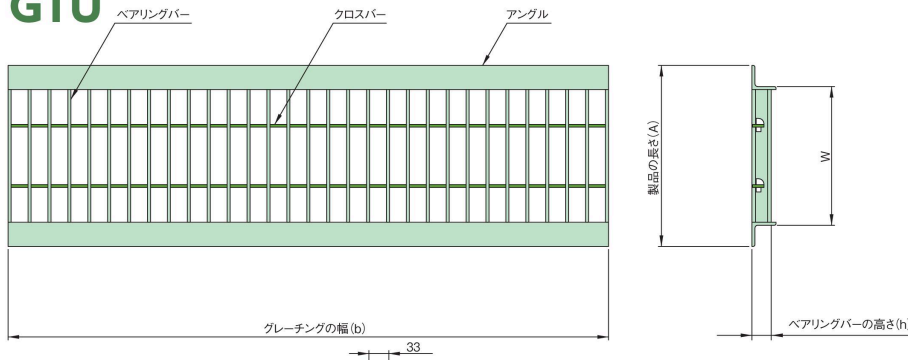 GTU
ベアリングバー
クロスバー
アングル
製品の長さ(A)
W
グレーチングの幅(b)
ベアリングバーの高さ(h)
33